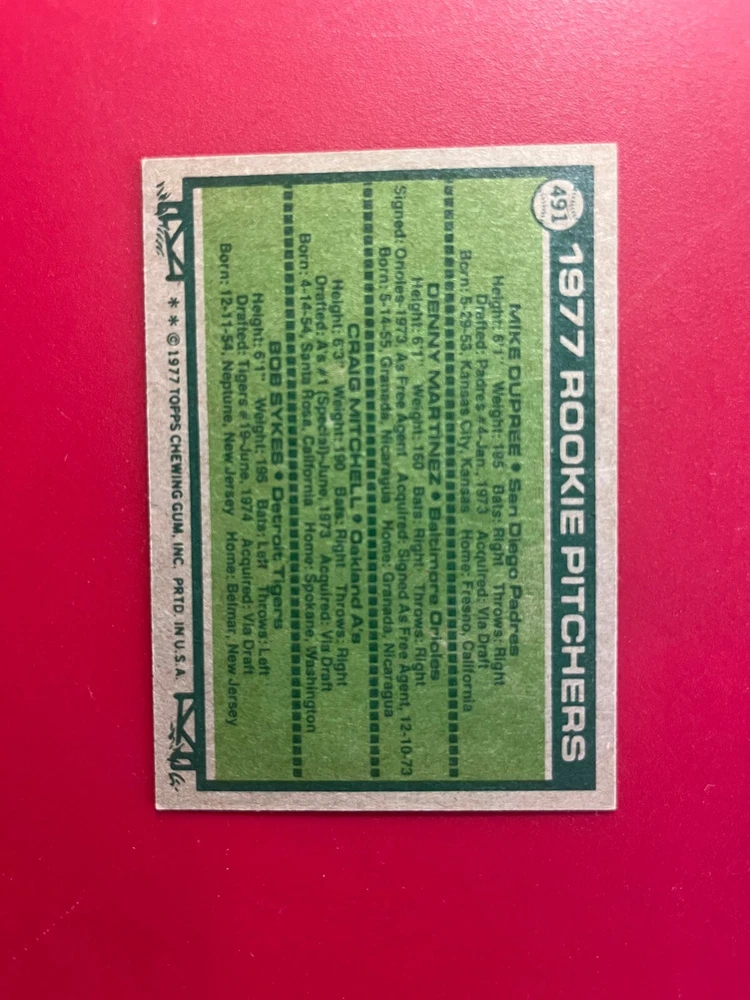 491
1977 ROOKIE PITCHERS
MIKE DUPREE • San Diego Padres
Height: 6'1" Weight: 185 Bats: Right Throws: Right
Drafted: Padres #4-Jan. 1973 Acquired: Via Draft
Born: 5-29-53, Kansas City, Kansas Home: Fresno, California
DENNY MARTINEZ • Baltimore Orioles
Height: 6'1" Weight: 160 Bats: Right Throws: Right
Signed: Orioles-1973, As Free Agent Acquired: Signed As Free Agent, 12-10-73
Born: 5-14-55, Granada, Nicaragua Home: Granada, Nicaragua
CRAIG MITCHELL • Oakland A's
Height: 6'3" Weight: 190 Bats: Right Throws: Right
Drafted: A's #1 (Special)-June, 1973 Acquired: Via Draft
Born: 4-14-54, Santa Rosa, California Home: Spokane, Washington
BOB SYKES • Detroit Tigers
Height: 6'1" Weight: 195 Bats: Left Throws: Left
Drafted: Tigers #19-June, 1974 Acquired: Via Draft
Born: 12-11-54, Neptune, New Jersey Home: Belmar, New Jersey
* * © 1977 TOPPS CHEWING GUM, INC. PRTD. IN U.S.A.